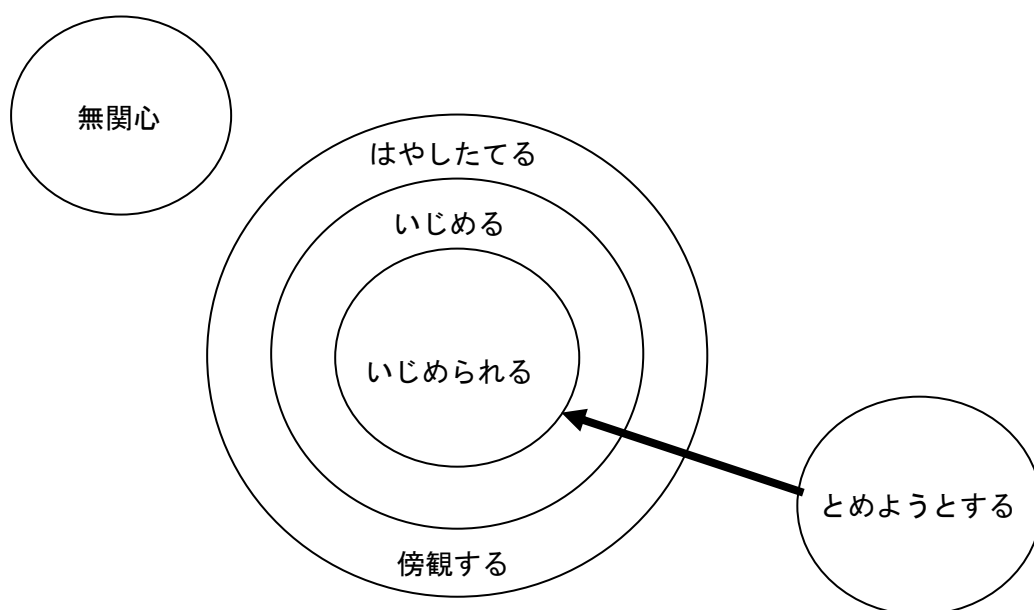 無関心
はやしたてる
いじめる
いじめられる
とめようとする
傍観する